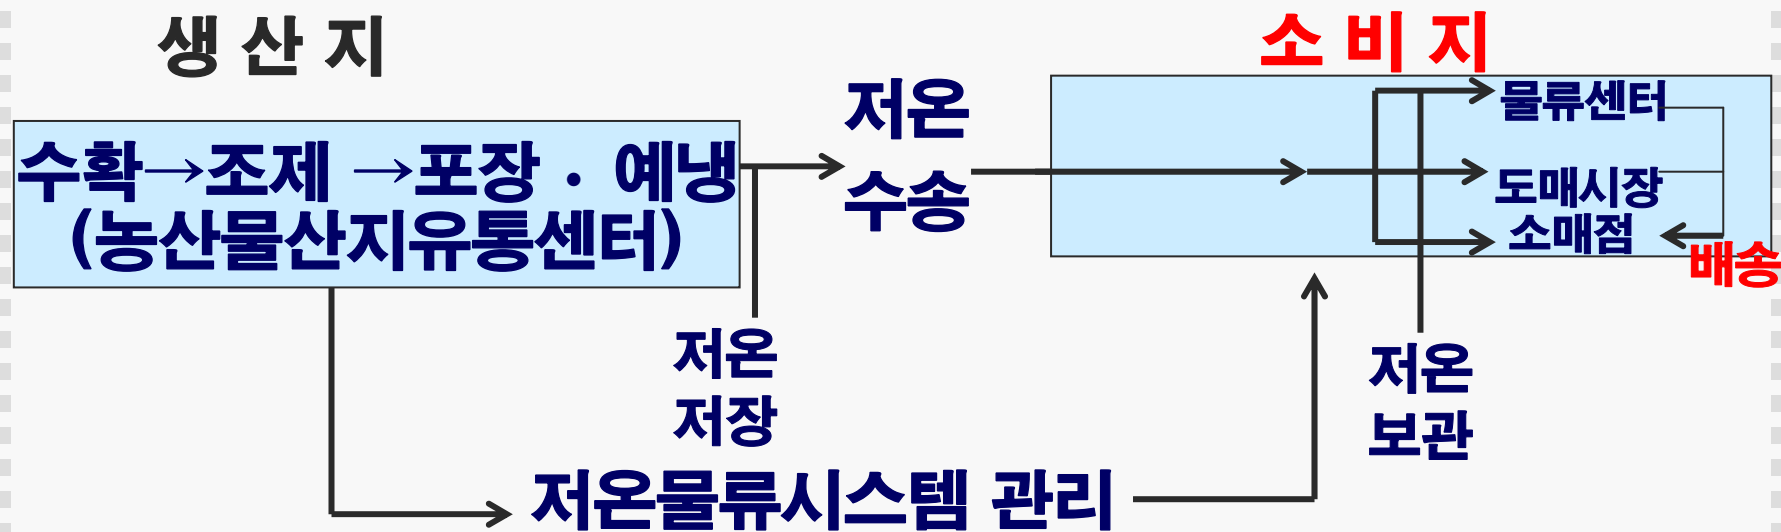 생 산 지
소 비 지
수확→조제 →포장 · 예냉
(농산물산지유통센터)
저온
수송
물류센터
도매시장
소매점
배송
저온
저장
저온
보관
저온물류시스템 관리